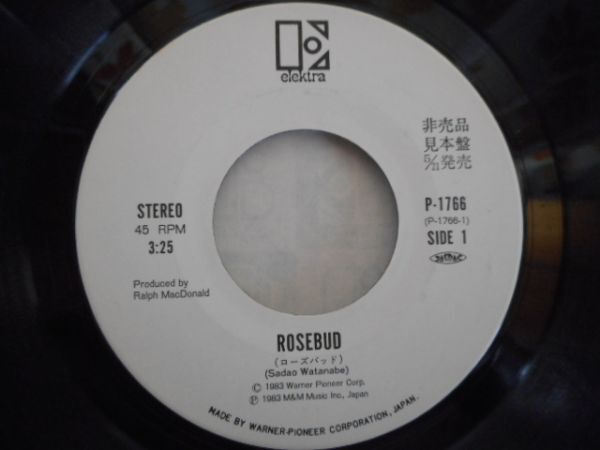 elektra
非売品
見本盤
5/21発売
STEREO
45 RPM
3:25
P-1766
(P-1766-1)
SIDE 1
JASRAC
Produced by
Ralph MacDonald
ROSEBUD
(ローズバッド)
(Sadao Watanabe)
© 1983 Warner Pioneer Corp.
℗ 1983 M&M Music Inc., Japan
MADE BY WARNER-PIONEER CORPORATION, JAPAN.